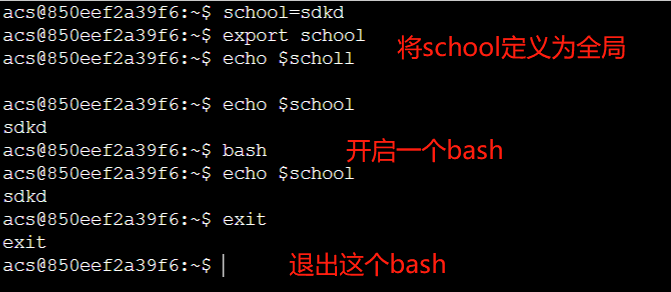 acs@850eef2a39f6:~$ school=sdkd
acs@850eef2a39f6:~$ export school
将school定义为全局
acs@850eef2a39f6:~$ echo $scholl
acs@850eef2a39f6:~$ echo $school
sdkd
acs@850eef2a39f6:~$ bash
开启一个bash
acs@850eef2a39f6:~$ echo $school
sdkd
acs@850eef2a39f6:~$ exit
exit
acs@850eef2a39f6:~$
退出这个bash